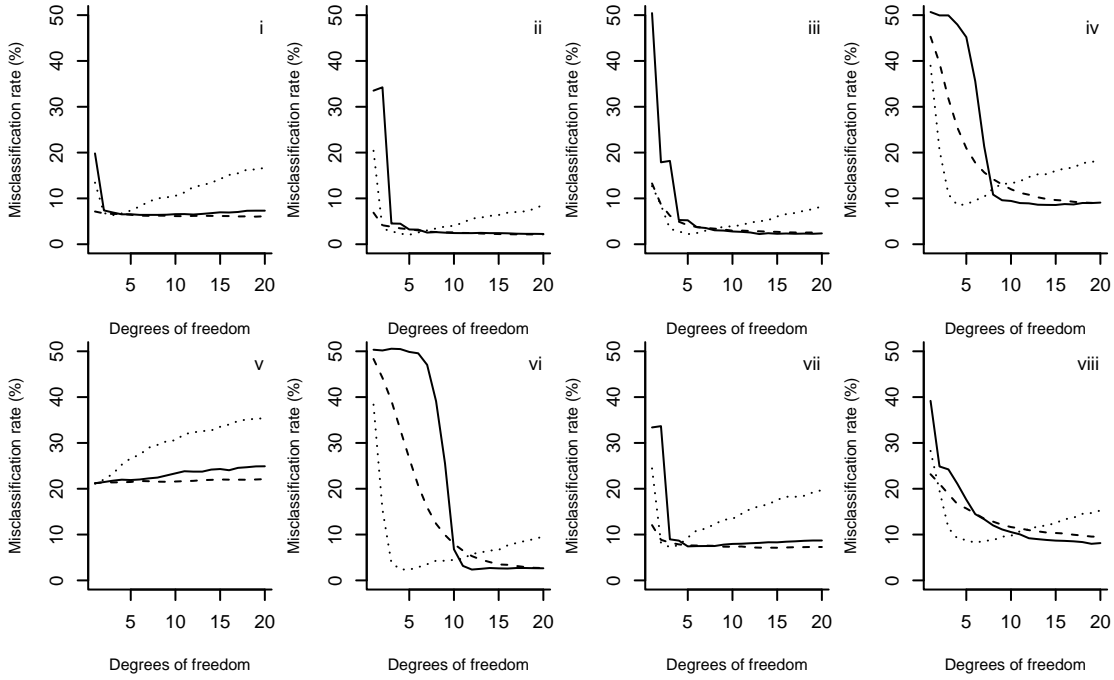 50 50 50 50
i ii iii iv
Misclassification rate (%) Misclassification rate (%) Misclassification rate (%) Misclassification rate (%)
40 40 40 40
30 30 30 30
20 20 20 20
10 10 10 10
0 0 0 0
5 10 15 20 5 10 15 20 5 10 15 20 5 10 15 20
Degrees of freedom Degrees of freedom Degrees of freedom Degrees of freedom
50 50 50 50
v vi vii viii
Misclassification rate (%) Misclassification rate (%) Misclassification rate (%) Misclassification rate (%)
40 40 40 40
30 30 30 30
20 20 20 20
10 10 10 10
0 0 0 0
5 10 15 20 5 10 15 20 5 10 15 20 5 10 15 20
Degrees of freedom Degrees of freedom Degrees of freedom Degrees of freedom